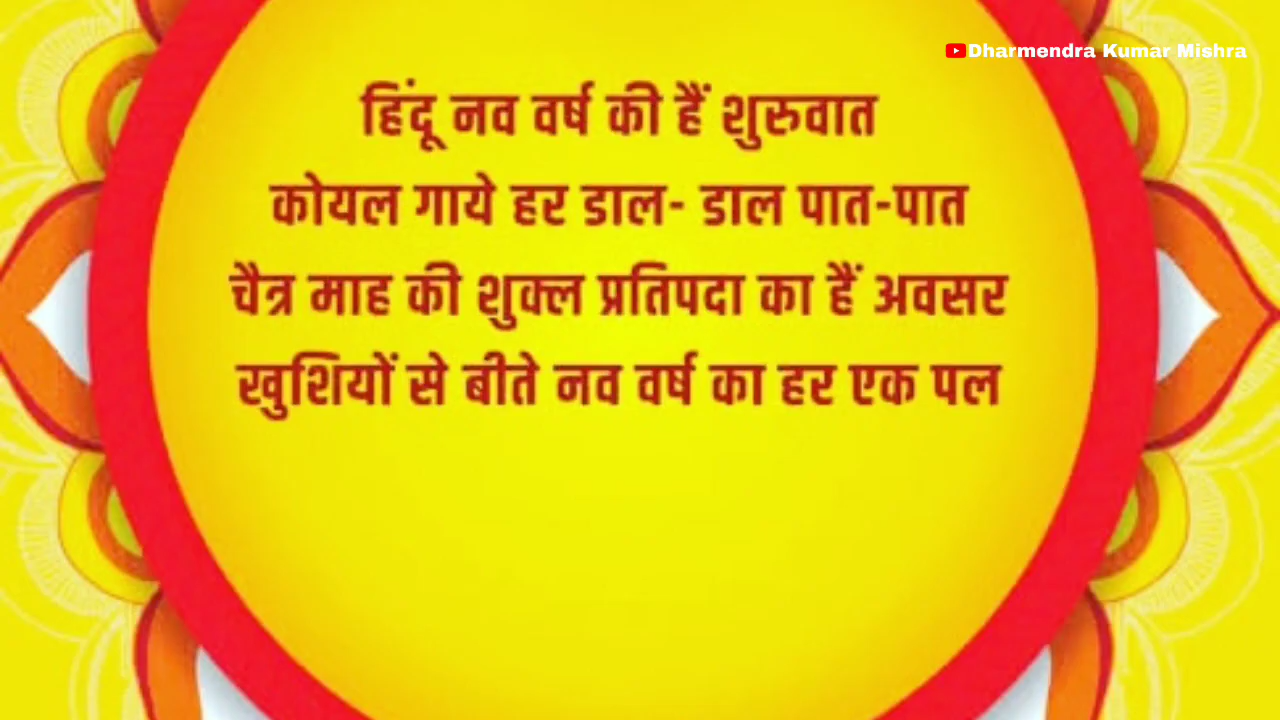 Dharmendra Kumar Mishra
हिंदू नव वर्ष की हैं शुरुवात
कोयल गाये हर डाल- डाल पात-पात
चैत्र माह की शुक्ल प्रतिपदा का हैं अवसर
खुशियों से बीते नव वर्ष का हर एक पल